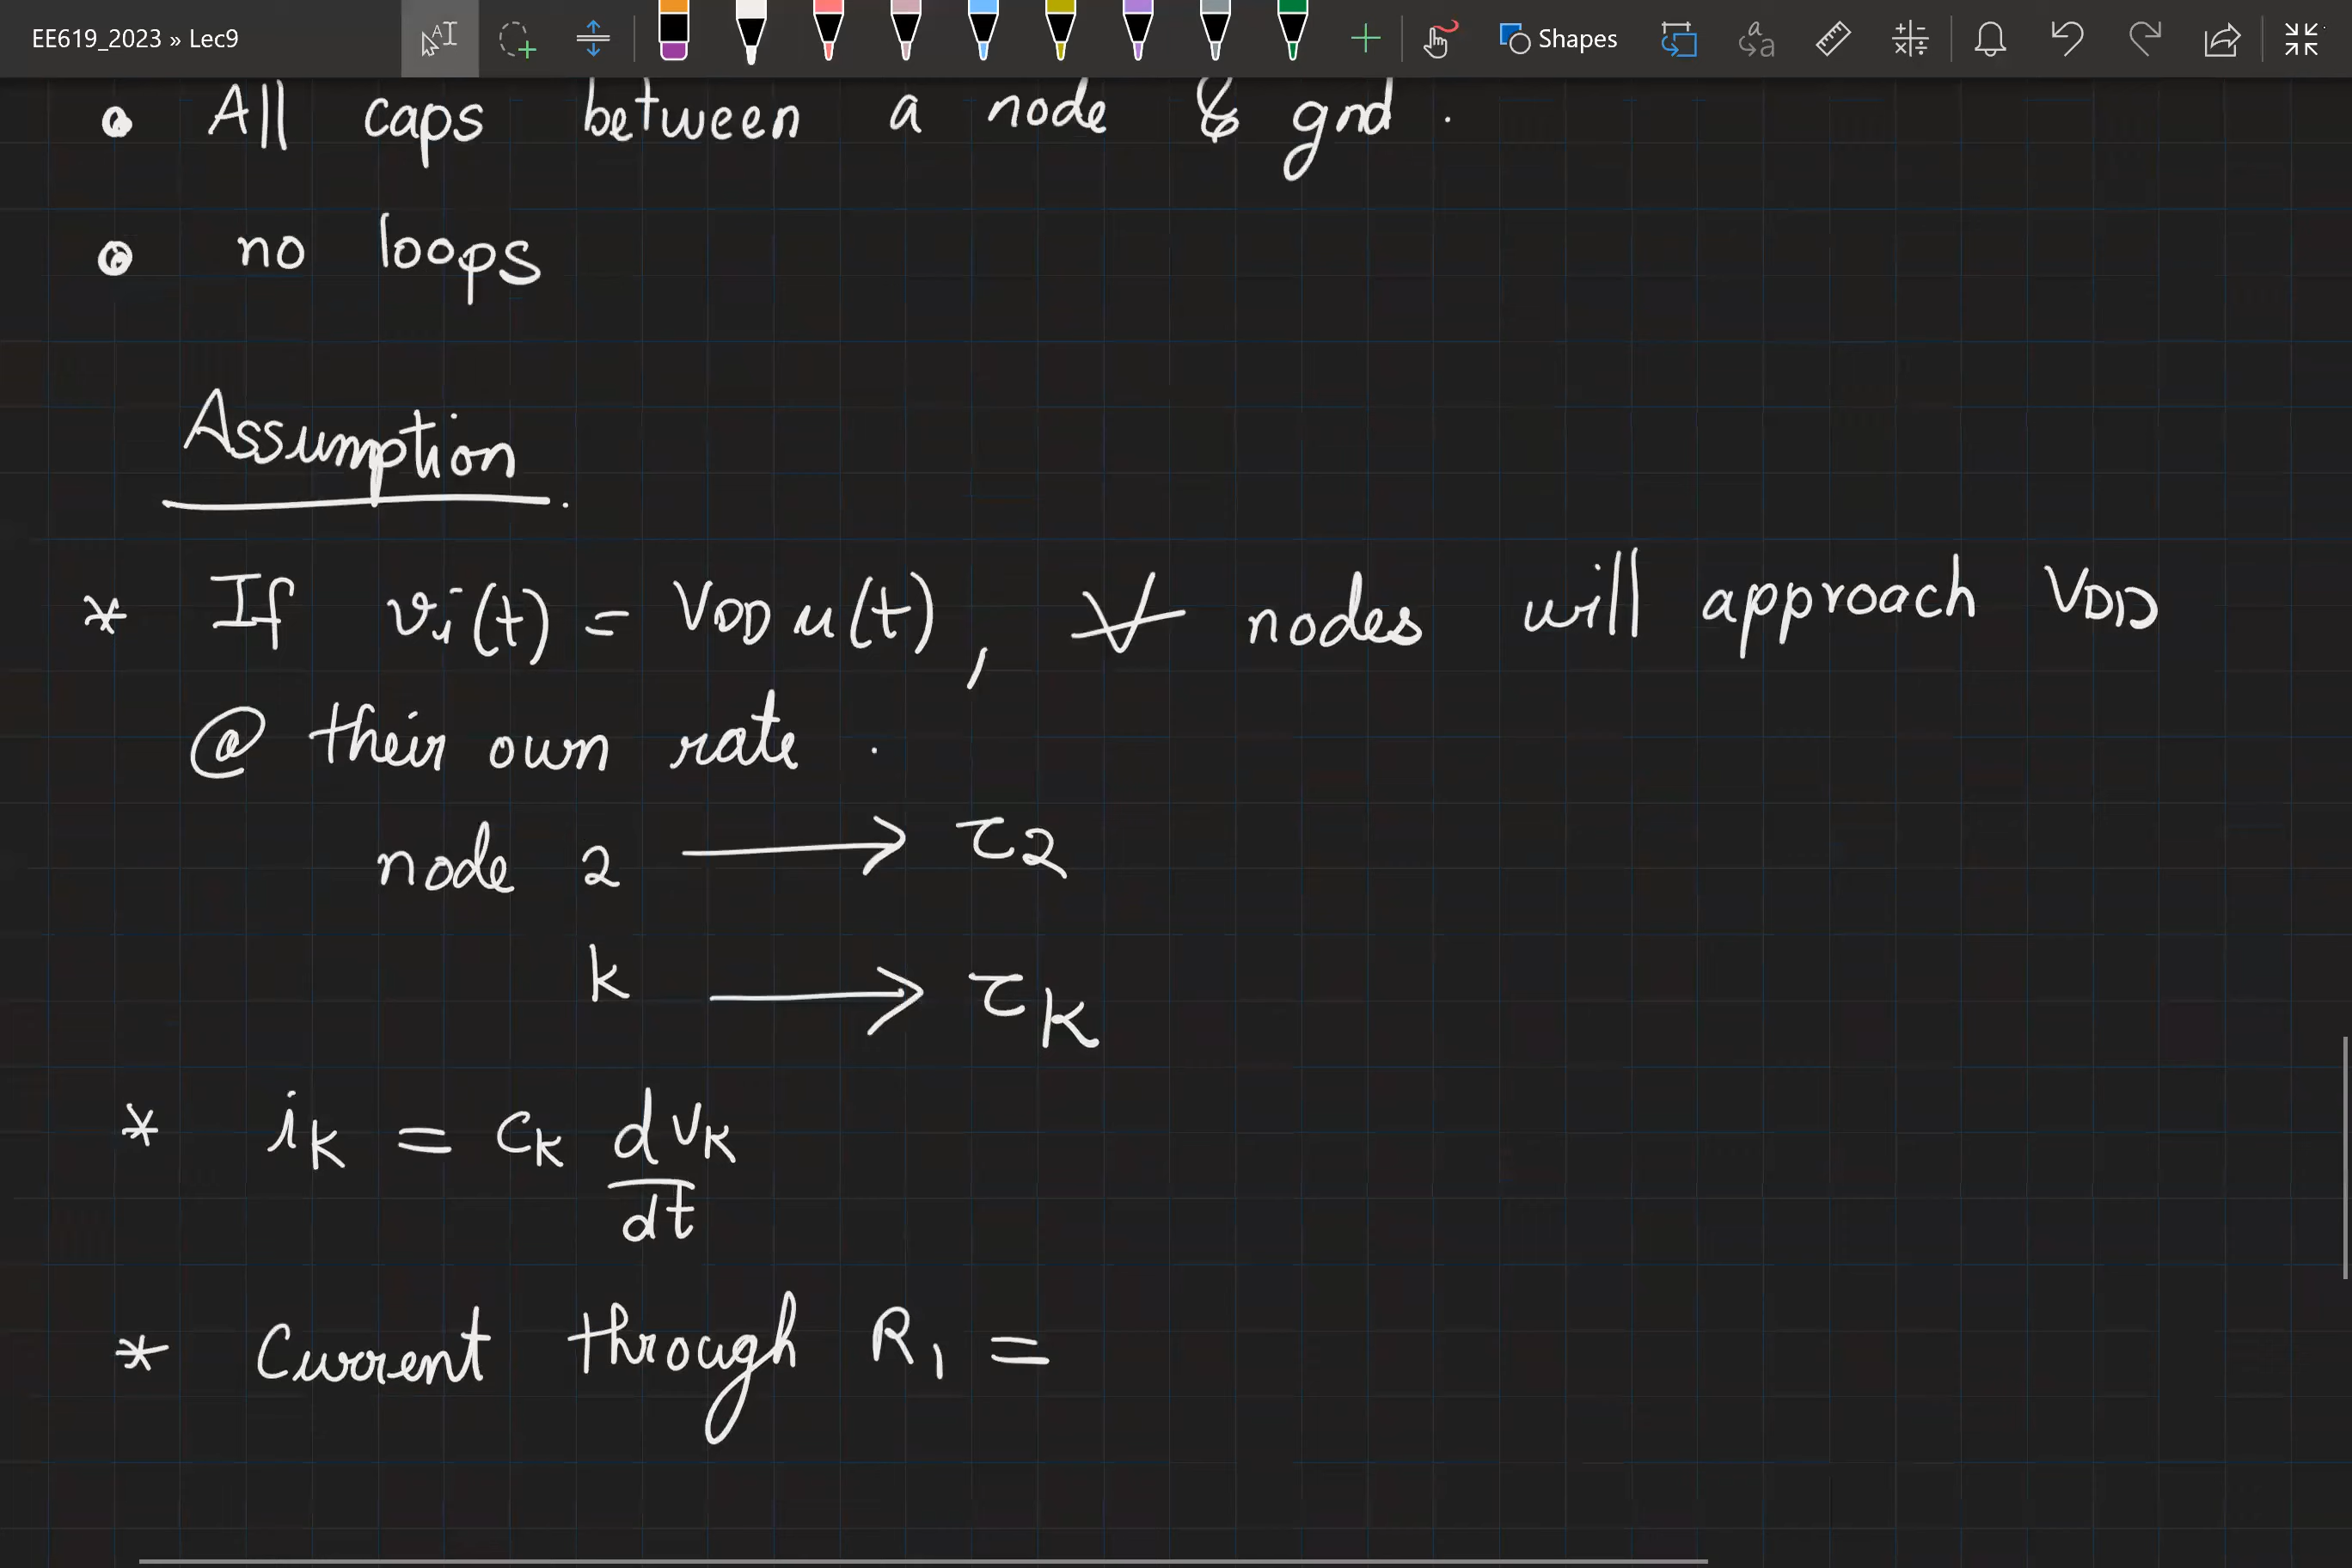 EE619_2023 » Lec9
Shapes
• All caps between a node & gnd.
• no loops
Assumption.
* If vi(t) = VDD u(t), ∀ nodes will approach VDD
@ their own rate.
node 2 ⟶ τ2
k ⟶ τk
* ik = Ck dVk
dt
* Current through R1 =